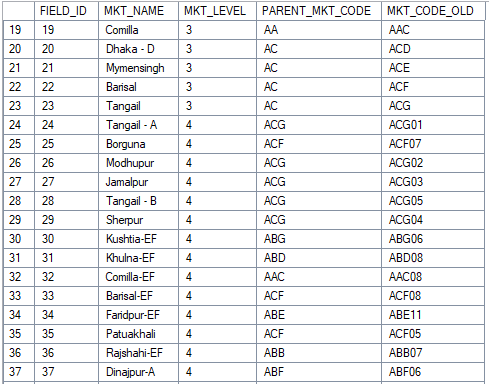 FIELD_ID MKT_NAME MKT_LEVEL PARENT_MKT_CODE MKT_CODE_OLD
19 19 Comilla 3 AA AAC
20 20 Dhaka - D 3 AC ACD
21 21 Mymensingh 3 AC ACE
22 22 Barisal 3 AC ACF
23 23 Tangail 3 AC ACG
24 24 Tangail - A 4 ACG ACG01
25 25 Borguna 4 ACF ACF07
26 26 Modhupur 4 ACG ACG02
27 27 Jamalpur 4 ACG ACG03
28 28 Tangail - B 4 ACG ACG05
29 29 Sherpur 4 ACG ACG04
30 30 Kushtia-EF 4 ABG ABG06
31 31 Khulna-EF 4 ABD ABD08
32 32 Comilla-EF 4 AAC AAC08
33 33 Barisal-EF 4 ACF ACF08
34 34 Faridpur-EF 4 ABE ABE11
35 35 Patuakhali 4 ACF ACF05
36 36 Rajshahi-EF 4 ABB ABB07
37 37 Dinajpur-A 4 ABF ABF06